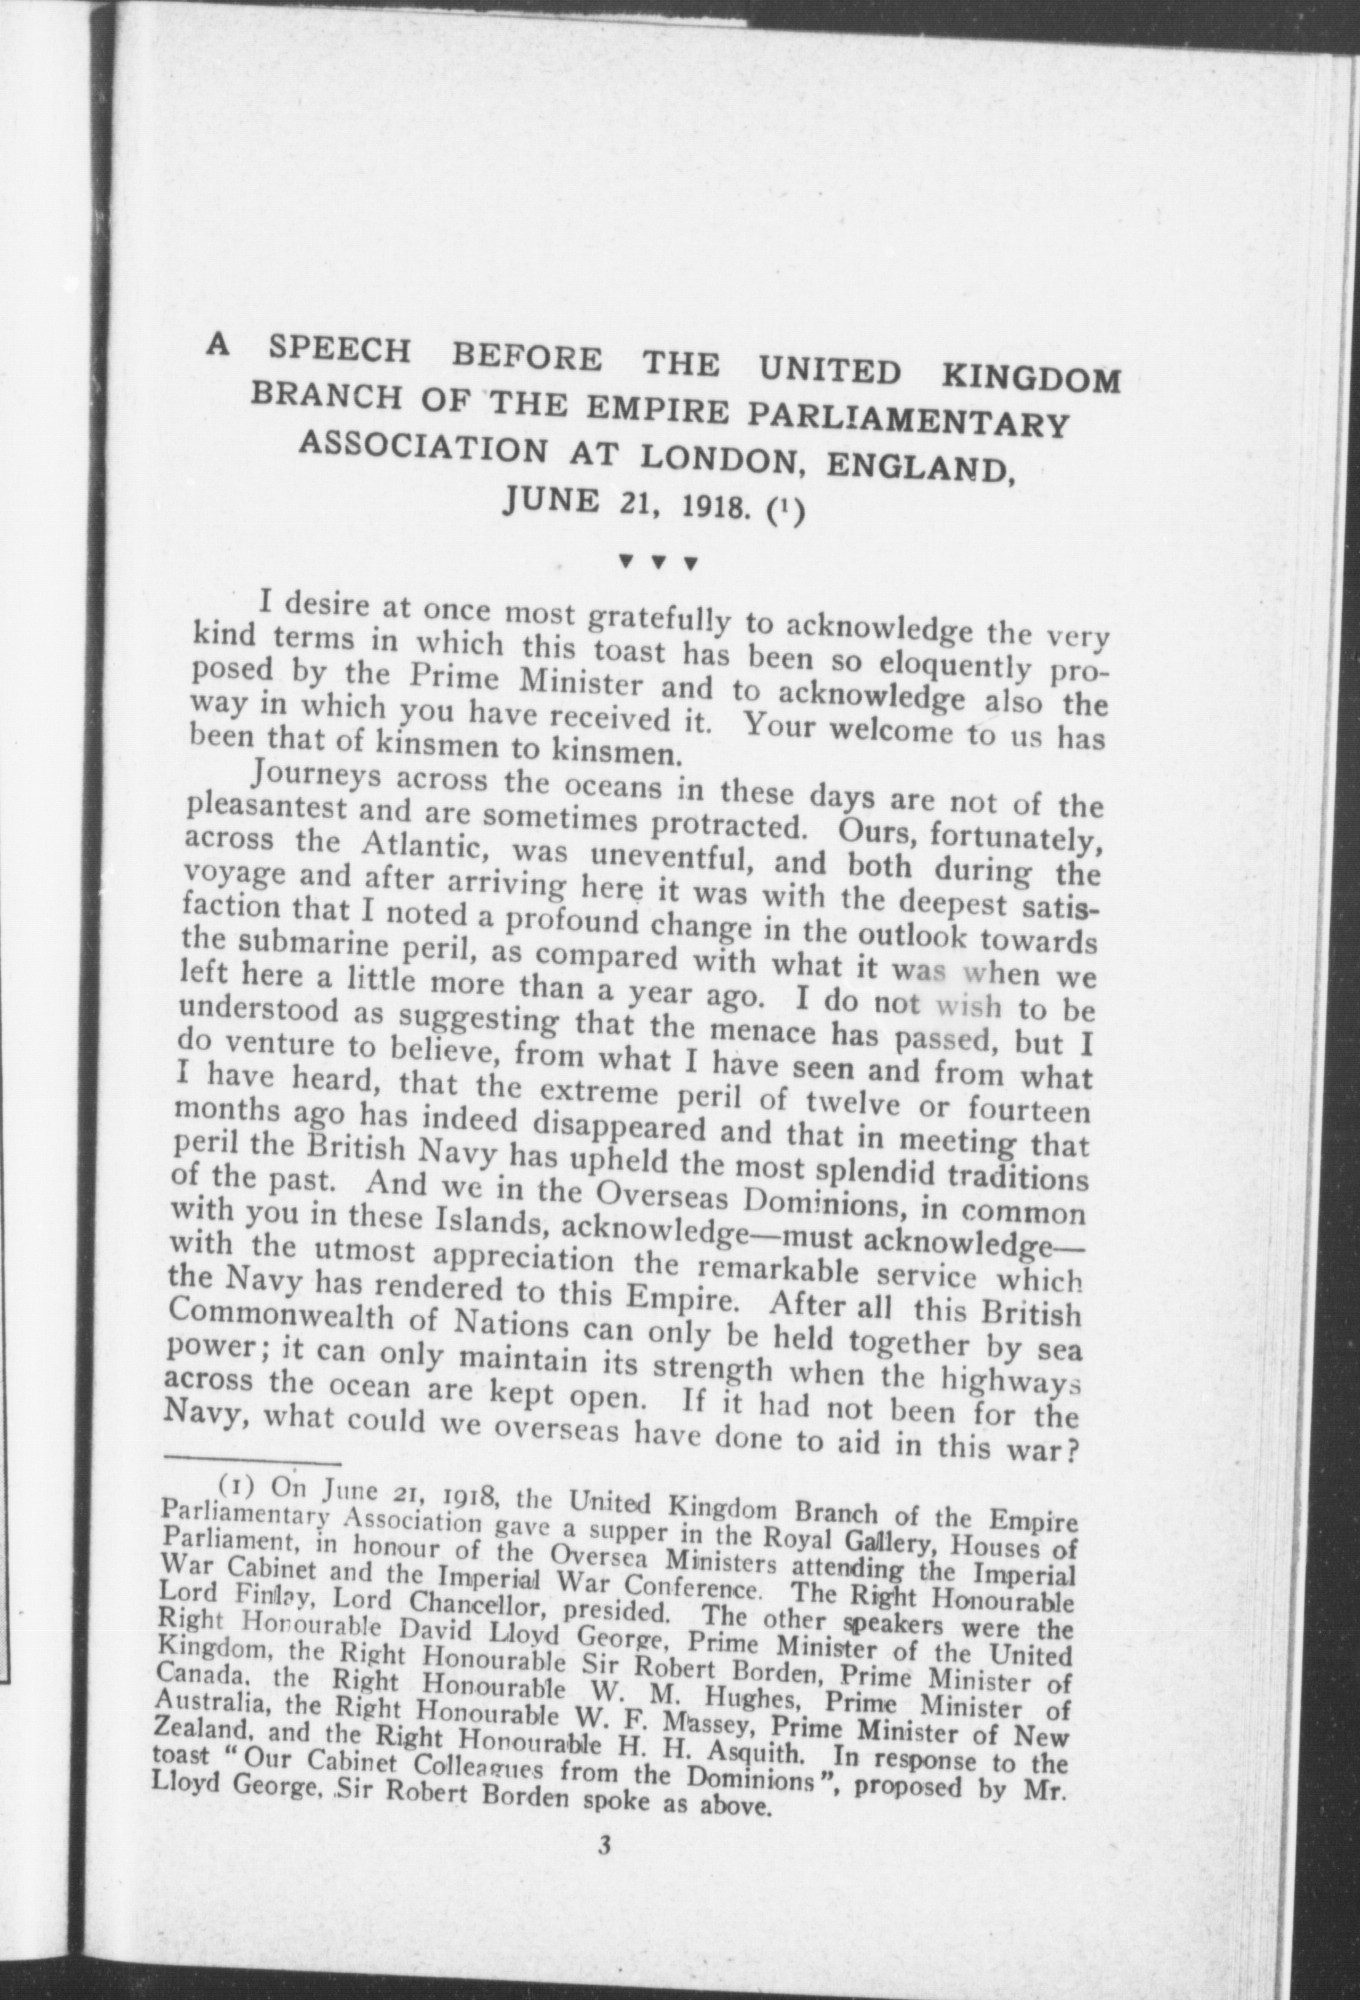 A SPEECH BEFORE THE UNITED KINGDOM
BRANCH OF THE EMPIRE PARLIAMENTARY
ASSOCIATION AT LONDON, ENGLAND,
JUNE 21, 1918. (¹)
▼ ▼ ▼
I desire at once most gratefully to acknowledge the very
kind terms in which this toast has been so eloquently pro-
posed by the Prime Minister and to acknowledge also the
way in which you have received it. Your welcome to us has
been that of kinsmen to kinsmen.
Journeys across the oceans in these days are not of the
pleasantest and are sometimes protracted. Ours, fortunately,
across the Atlantic, was uneventful, and both during the
voyage and after arriving here it was with the deepest satis-
faction that I noted a profound change in the outlook towards
the submarine peril, as compared with what it was when we
left here a little more than a year ago. I do not wish to be
understood as suggesting that the menace has passed, but I
do venture to believe, from what I have seen and from what
I have heard, that the extreme peril of twelve or fourteen
months ago has indeed disappeared and that in meeting that
peril the British Navy has upheld the most splendid traditions
of the past. And we in the Overseas Dominions, in common
with you in these Islands, acknowledge—must acknowledge—
with the utmost appreciation the remarkable service which
the Navy has rendered to this Empire. After all this British
Commonwealth of Nations can only be held together by sea
power; it can only maintain its strength when the highways
across the ocean are kept open. If it had not been for the
Navy, what could we overseas have done to aid in this war?
(1) On June 21, 1918, the United Kingdom Branch of the Empire
Parliamentary Association gave a supper in the Royal Gallery, Houses of
Parliament, in honour of the Oversea Ministers attending the Imperial
War Cabinet and the Imperial War Conference. The Right Honourable
Lord Finlay, Lord Chancellor, presided. The other speakers were the
Right Honourable David Lloyd George, Prime Minister of the United
Kingdom, the Right Honourable Sir Robert Borden, Prime Minister of
Canada, the Right Honourable W. M. Hughes, Prime Minister of
Australia, the Right Honourable W. F. Massey, Prime Minister of New
Zealand, and the Right Honourable H. H. Asquith. In response to the
toast "Our Cabinet Colleagues from the Dominions", proposed by Mr.
Lloyd George, Sir Robert Borden spoke as above.
3